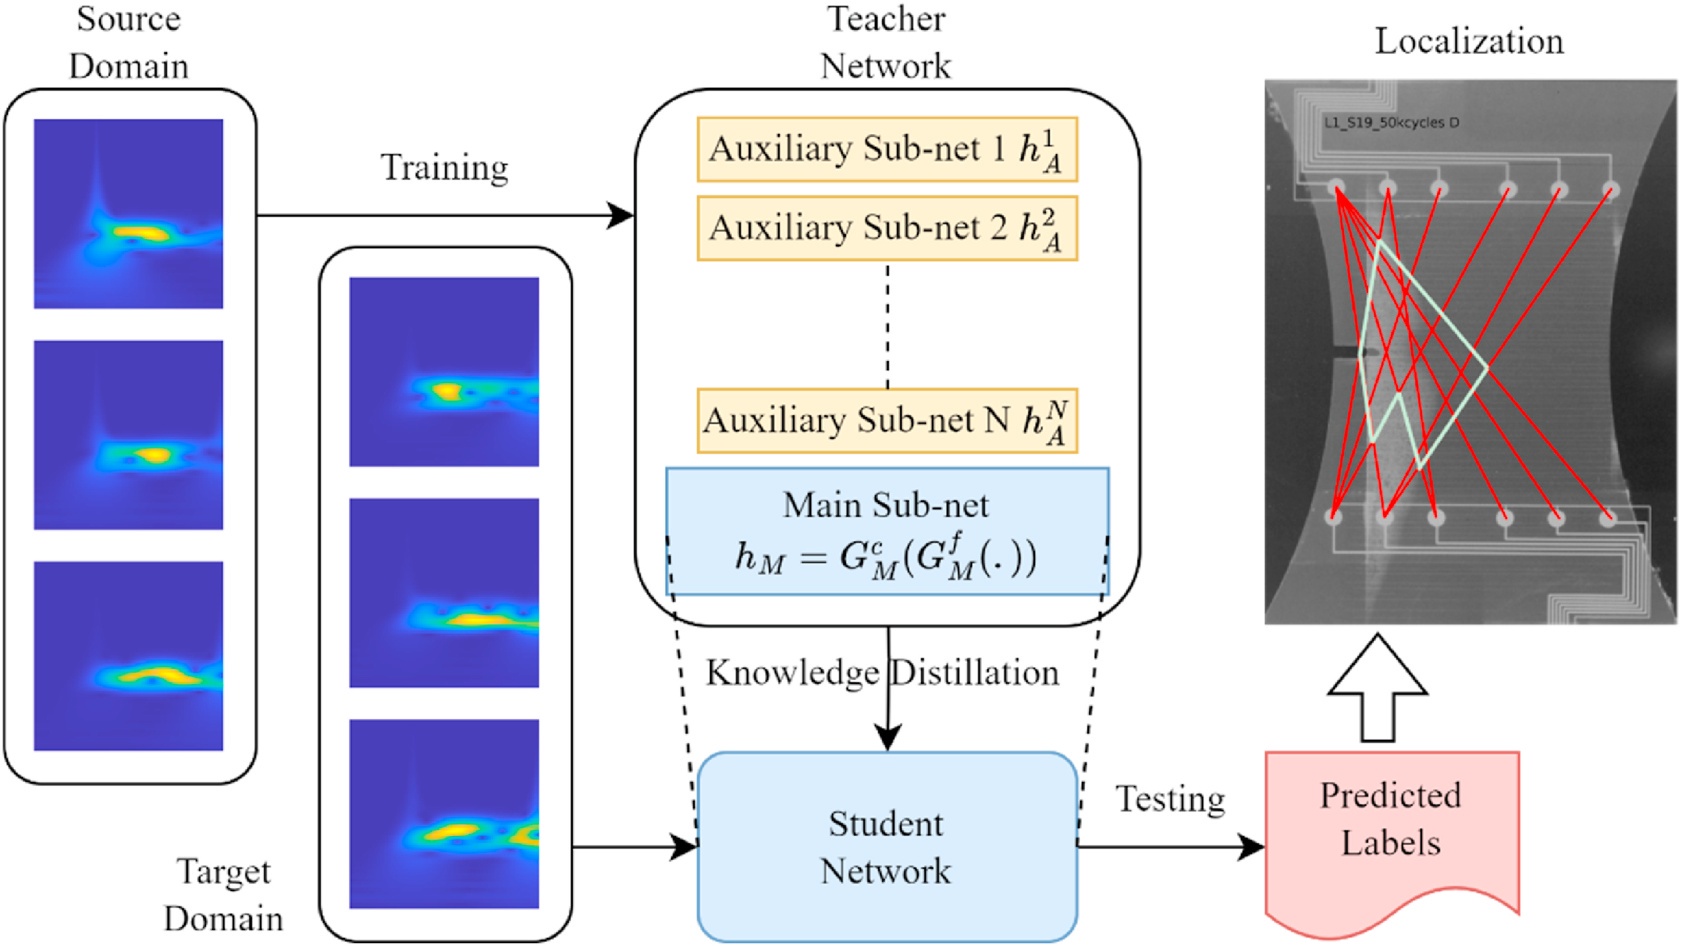 Source
Domain
Teacher
Network
Localization
Training
Auxiliary Sub-net 1 $h_A^1$
Auxiliary Sub-net 2 $h_A^2$
Auxiliary Sub-net N $h_A^N$
Main Sub-net
$h_M = G_M^c(G_M^f(.))$
L1_S19_50kcycles D
Knowledge Distillation
Student
Network
Testing
Predicted
Labels
Target
Domain